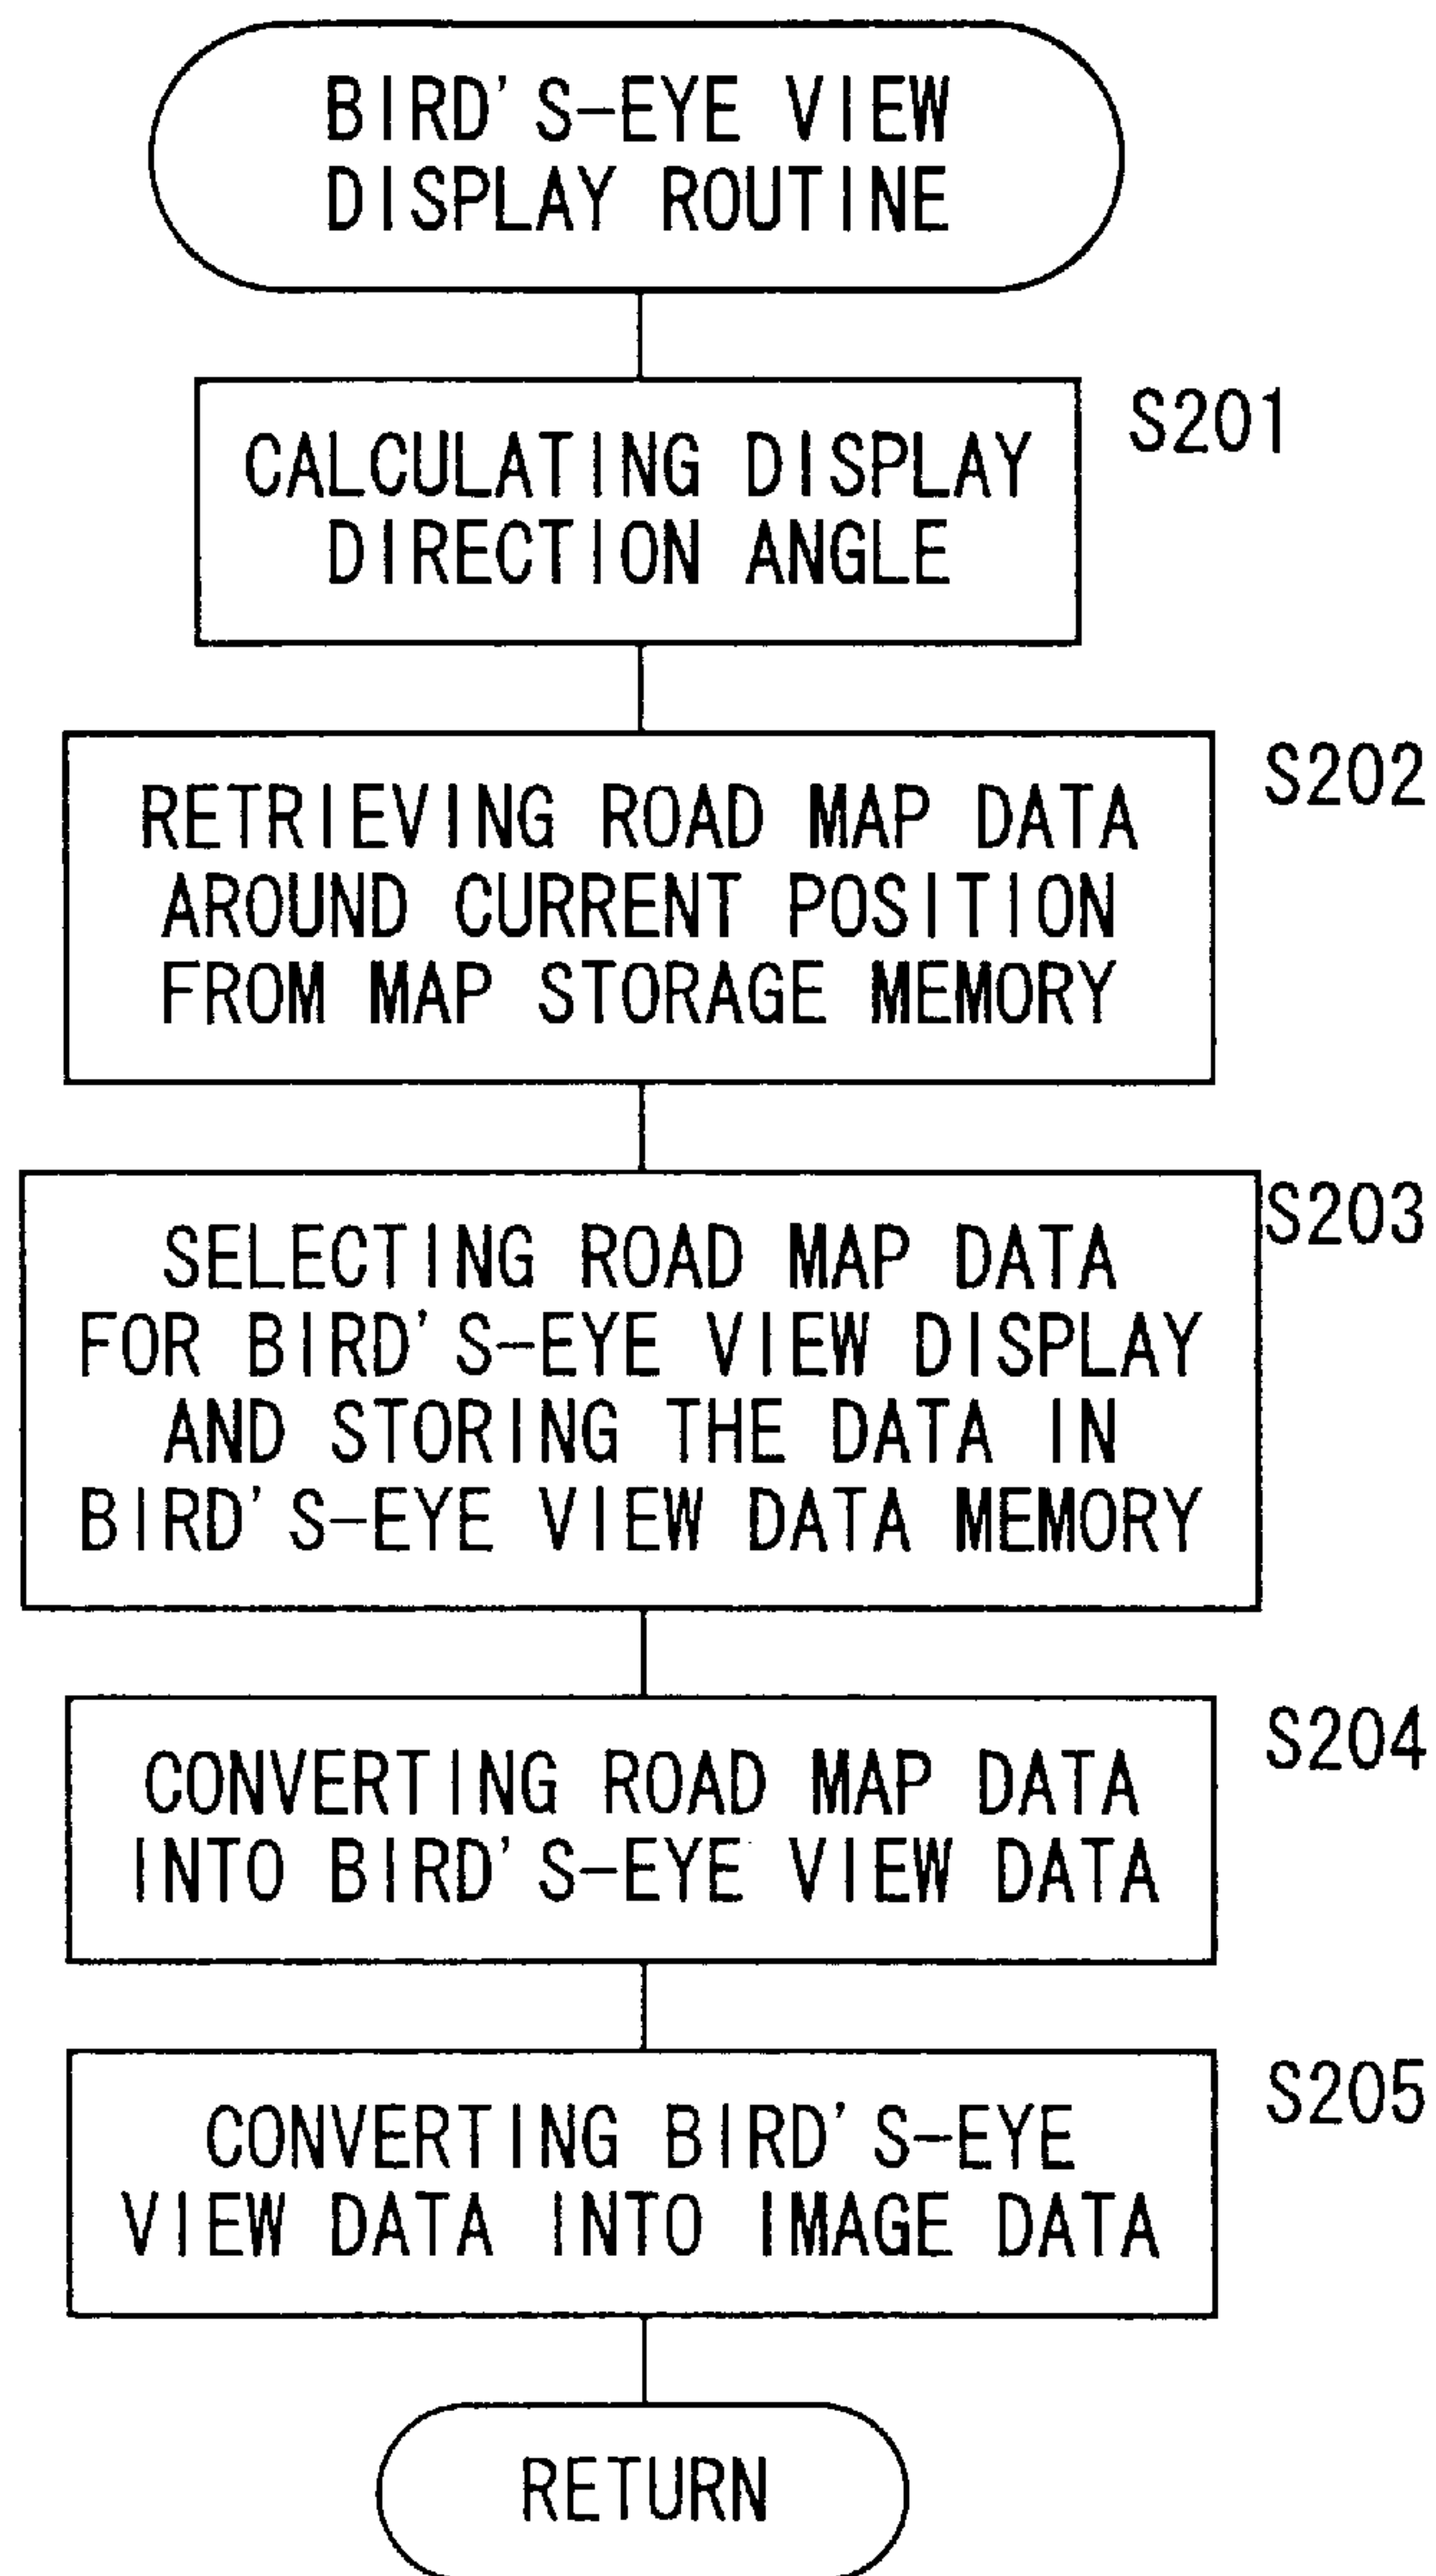 BIRD'S-EYE VIEW
DISPLAY ROUTINE
CALCULATING DISPLAY
DIRECTION ANGLE
S201
RETRIEVING ROAD MAP DATA
AROUND CURRENT POSITION
FROM MAP STORAGE MEMORY
S202
SELECTING ROAD MAP DATA
FOR BIRD'S-EYE VIEW DISPLAY
AND STORING THE DATA IN
BIRD'S-EYE VIEW DATA MEMORY
S203
CONVERTING ROAD MAP DATA
INTO BIRD'S-EYE VIEW DATA
S204
CONVERTING BIRD'S-EYE
VIEW DATA INTO IMAGE DATA
S205
RETURN